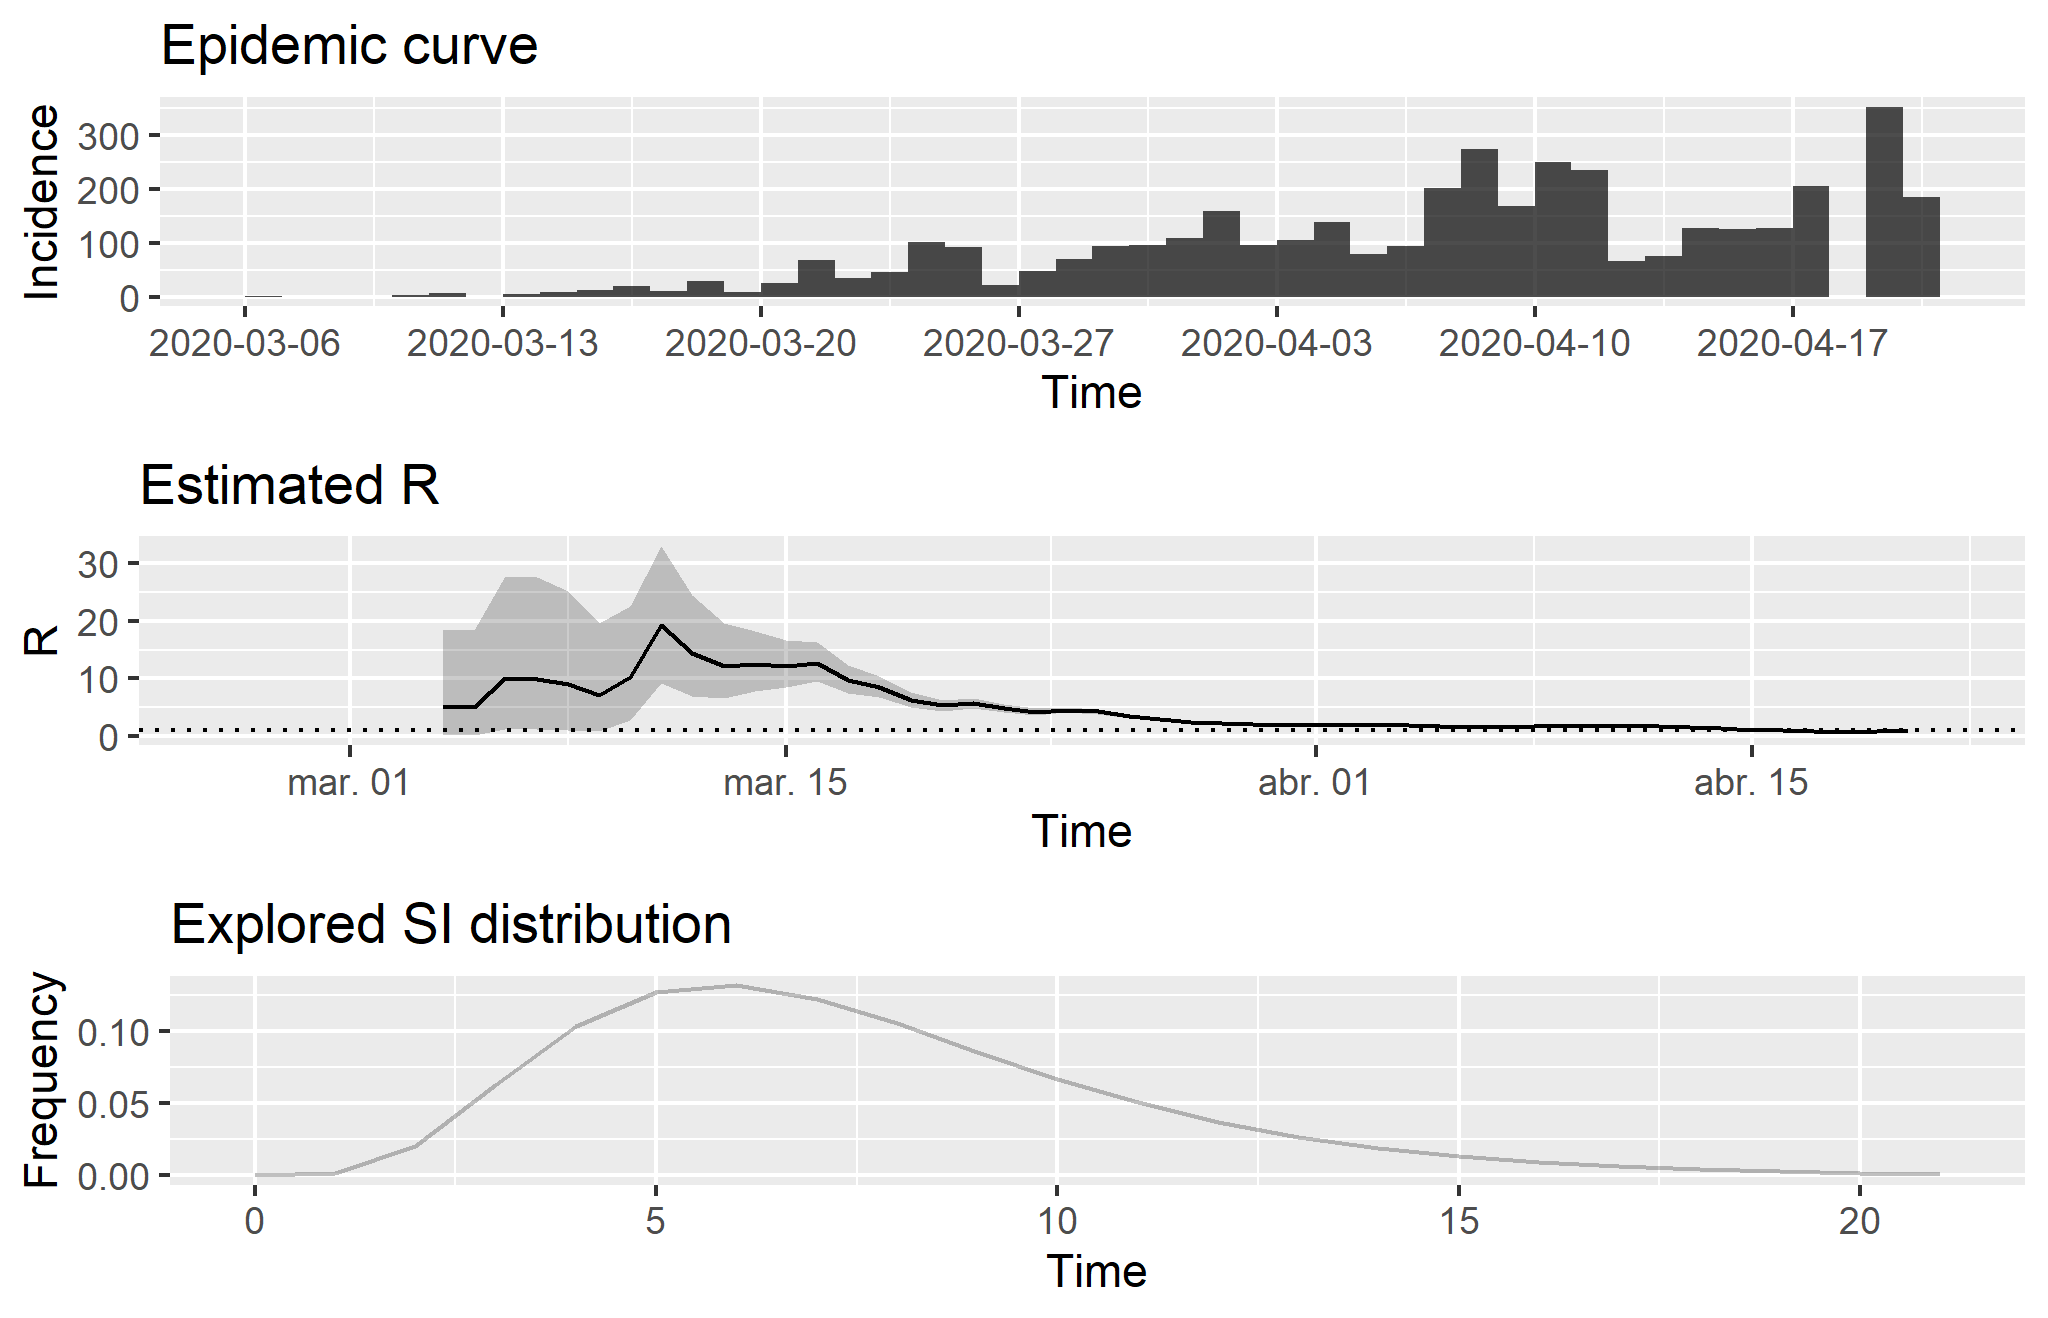 Epidemic curve
Incidence
300
200
100
0
2020-03-06 2020-03-13 2020-03-20 2020-03-27 2020-04-03 2020-04-10 2020-04-17
Time
Estimated R
R
30
20
10
0
mar. 01 mar. 15 abr. 01 abr. 15
Time
Explored SI distribution
Frequency
0.10
0.05
0.00
0 5 10 15 20
Time